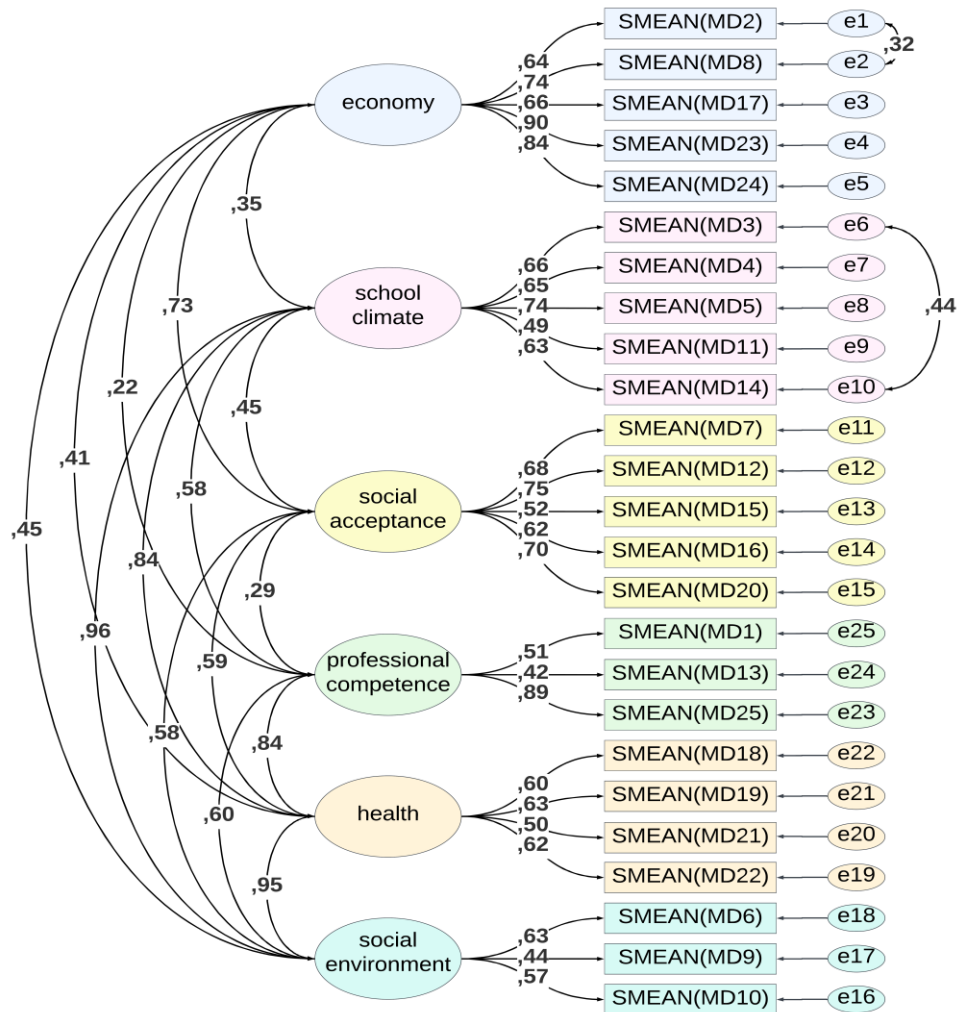 SMEAN(MD2) e1
,32
SMEAN(MD8) e2
,64
,74
economy ,66 SMEAN(MD17) e3
,90
,84 SMEAN(MD23) e4
SMEAN(MD24) e5
,35
SMEAN(MD3) e6
,66 SMEAN(MD4) e7
,65
school
climate
,74 SMEAN(MD5) e8
,44
,73
,49
,63 SMEAN(MD11) e9
,22
SMEAN(MD14) e10
,45
SMEAN(MD7) e11
,41
,68 SMEAN(MD12) e12
,58
,75
social
acceptance
,52 SMEAN(MD15) e13
,45
,62
,70 SMEAN(MD16) e14
,84
,29
SMEAN(MD20) e15
,96
SMEAN(MD1) e25
,59
professional
competence
,51
,42 SMEAN(MD13) e24
,89
SMEAN(MD25) e23
,58
,84
SMEAN(MD18) e22
,60
,63 SMEAN(MD19) e21
health
,60
,50
,62 SMEAN(MD21) e20
SMEAN(MD22) e19
,95
SMEAN(MD6) e18
social
environment
,63
,44 SMEAN(MD9) e17
,57
SMEAN(MD10) e16